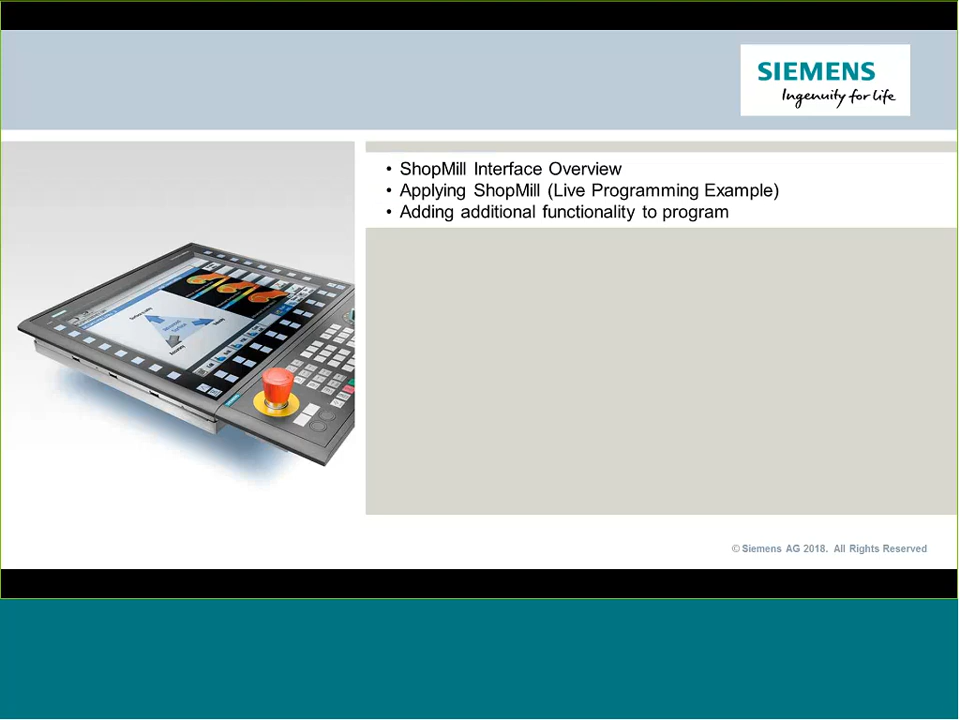 SIEMENS
Ingenuity for life
• ShopMill Interface Overview
• Applying ShopMill (Live Programming Example)
• Adding additional functionality to program
© Siemens AG 2018. All Rights Reserved